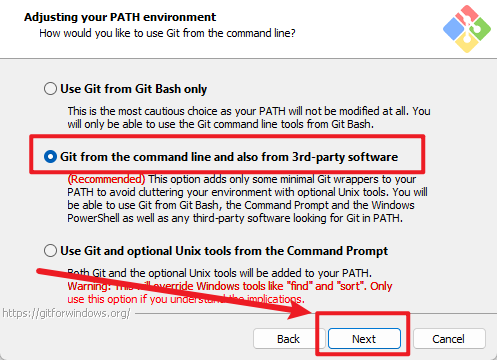 Adjusting your PATH environment
How would you like to use Git from the command line?
Use Git from Git Bash only
This is the most cautious choice as your PATH will not be modified at all. You
will only be able to use the Git command line tools from Git Bash.
Git from the command line and also from 3rd-party software
(Recommended) This option adds only some minimal Git wrappers to your
PATH to avoid cluttering your environment with optional Unix tools. You will be
able to use Git from Git Bash, the Command Prompt and the Windows
PowerShell as well as any third-party software looking for Git in PATH.
Use Git and optional Unix tools from the Command Prompt
Both Git and the optional Unix tools will be added to your PATH.
Warning: This will override Windows tools like "find" and "sort". Only
use this option if you understand the implications.
https://gitforwindows.org/
Back
Next
Cancel